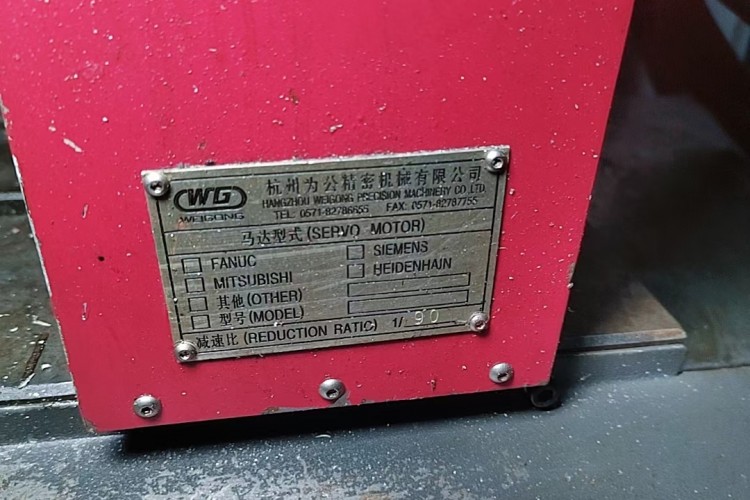 WG
WEIGONG
杭州为公精密机械有限公司
HANGZHOU WEIGONG PRECISION MACHINERY CO.,LTD.
TEL: 0571-82786655 FAX: 0571-82787755
马达型式(SERVO MOTOR)
FANUC SIEMENS
MITSUBISHI HEIDENHAIN
其他(OTHER)
型号(MODEL)
减速比(REDUCTION RATIO) 1/ 90